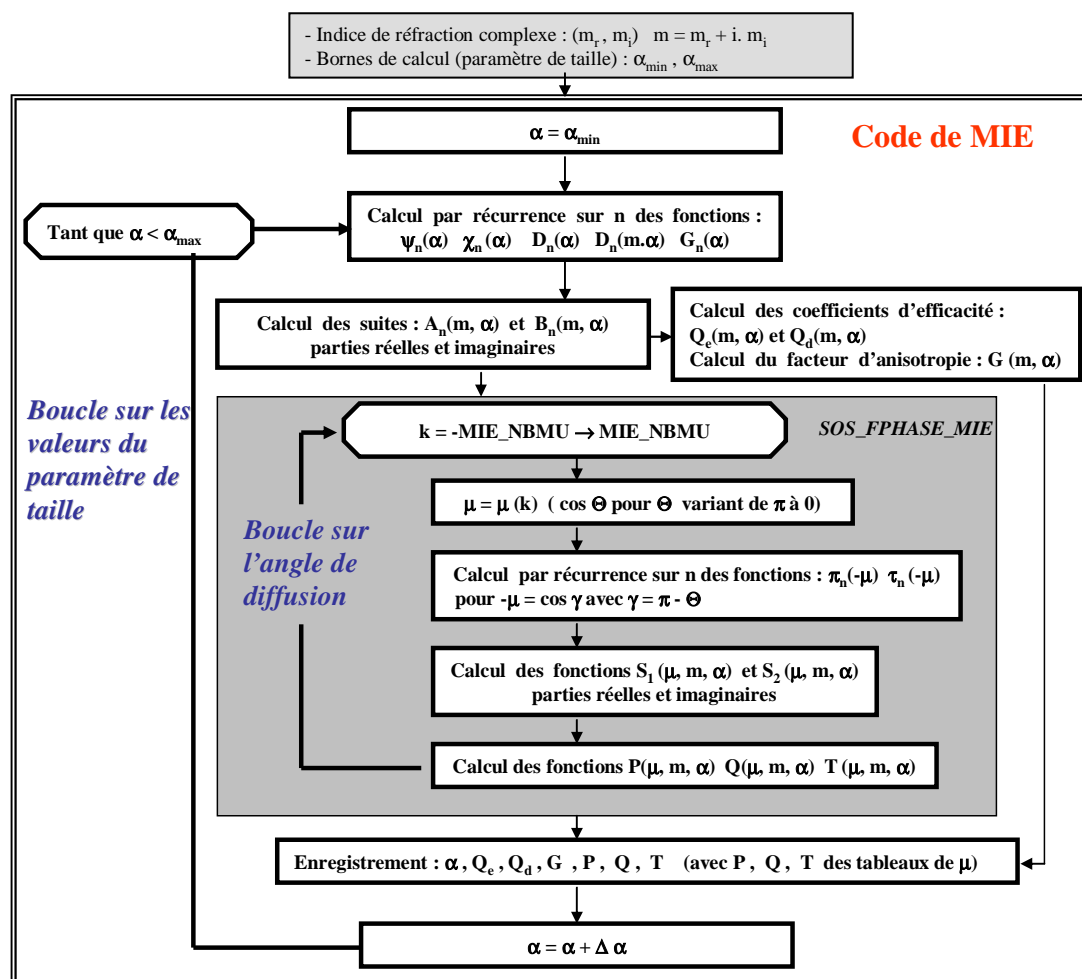 - Indice de réfraction complexe : (mr, mi) m = mr + i. mi
- Bornes de calcul (paramètre de taille) : αmin , αmax
Code de MIE
α = αmin
Tant que α < αmax
Calcul par récurrence sur n des fonctions :
ψn(α) χn (α) Dn(α) Dn(m.α) Gn(α)
Calcul des suites : An(m, α) et Bn(m, α)
parties réelles et imaginaires
Calcul des coefficients d'efficacité :
Qe(m, α) et Qd(m, α)
Calcul du facteur d'anisotropie : G (m, α)
Boucle sur les
valeurs du
paramètre de
taille
k = -MIE_NBMU → MIE_NBMU
SOS_FPHASE_MIE
μ = μ (k) ( cos Θ pour Θ variant de π à 0)
Boucle sur
l'angle de
diffusion
Calcul par récurrence sur n des fonctions : πn(-μ) τn(-μ)
pour -μ = cos γ avec γ = π - Θ
Calcul des fonctions S1 (μ, m, α) et S2 (μ, m, α)
parties réelles et imaginaires
Calcul des fonctions P(μ, m, α) Q(μ, m, α) T (μ, m, α)
Enregistrement : α , Qe , Qd , G , P , Q , T (avec P , Q , T des tableaux de μ)
α = α + Δ α